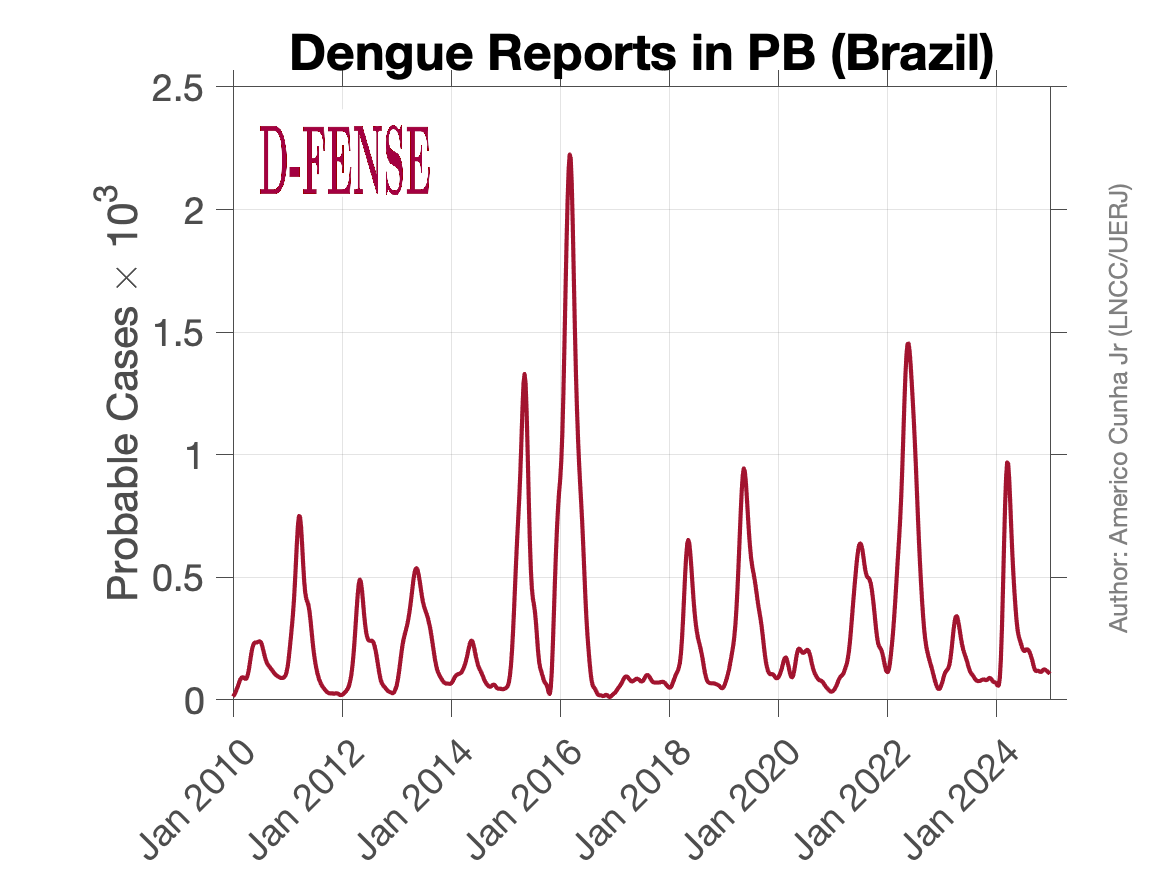 Dengue Reports in PB (Brazil)
D-FENSE
Probable Cases × 10³
2.5
2
1.5
1
0.5
0
Jan 2010
Jan 2012
Jan 2014
Jan 2016
Jan 2018
Jan 2020
Jan 2022
Jan 2024
Author: Americo Cunha Jr (LNCC/UERJ)